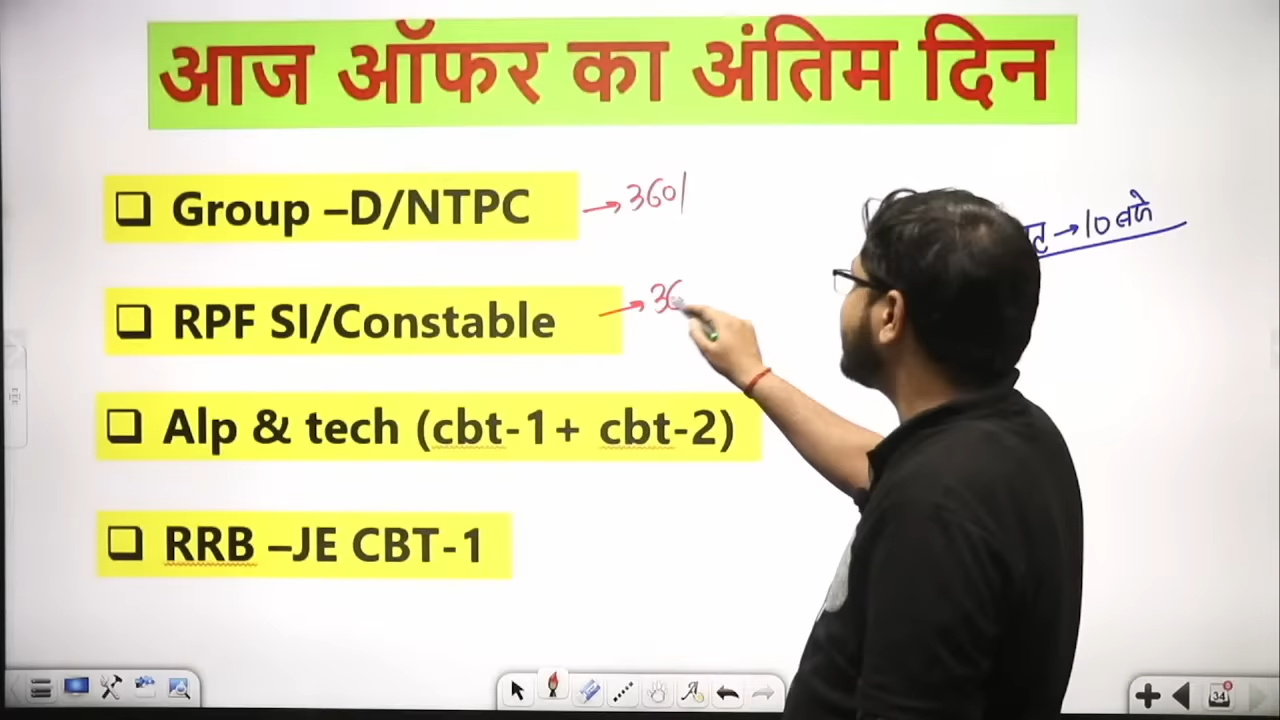 आज ऑफर का अंतिम दिन
❑ Group –D/NTPC → 360/
→ 10 बजे
❑ RPF SI/Constable → 36
❑ Alp & tech (cbt-1+ cbt-2)
❑ RRB –JE CBT-1
34